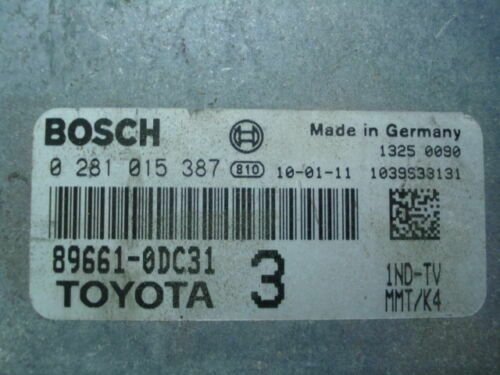 BOSCH Made in Germany
1325 0090
0 281 015 387 810 10-01-11 1039S33131
89661-0DC31 3 1ND-TV
TOYOTA MMT/K4